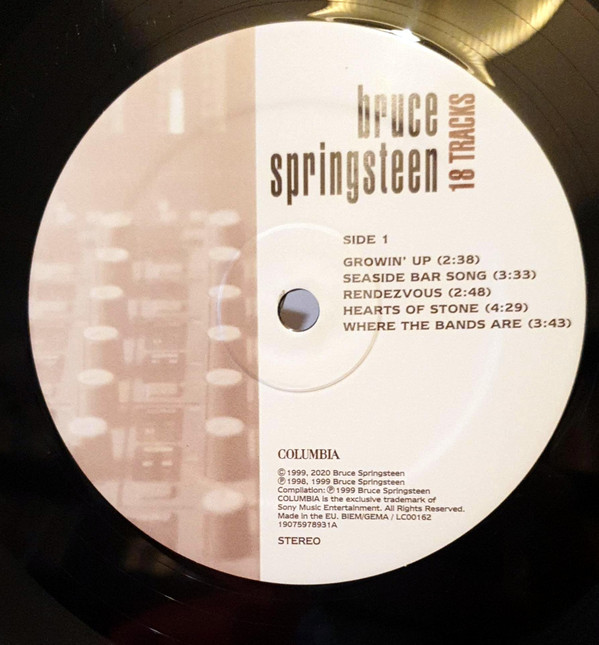 bruce
springsteen
18 TRACKS
SIDE 1
GROWIN' UP (2:38)
SEASIDE BAR SONG (3:33)
RENDEZVOUS (2:48)
HEARTS OF STONE (4:29)
WHERE THE BANDS ARE (3:43)
COLUMBIA
© 1999, 2020 Bruce Springsteen
℗ 1998, 1999 Bruce Springsteen
Compilation: ℗ 1999 Bruce Springsteen
COLUMBIA is the exclusive trademark of
Sony Music Entertainment. All Rights Reserved.
Made in the EU. BIEM/GEMA / LC00162
19075978931A
STEREO